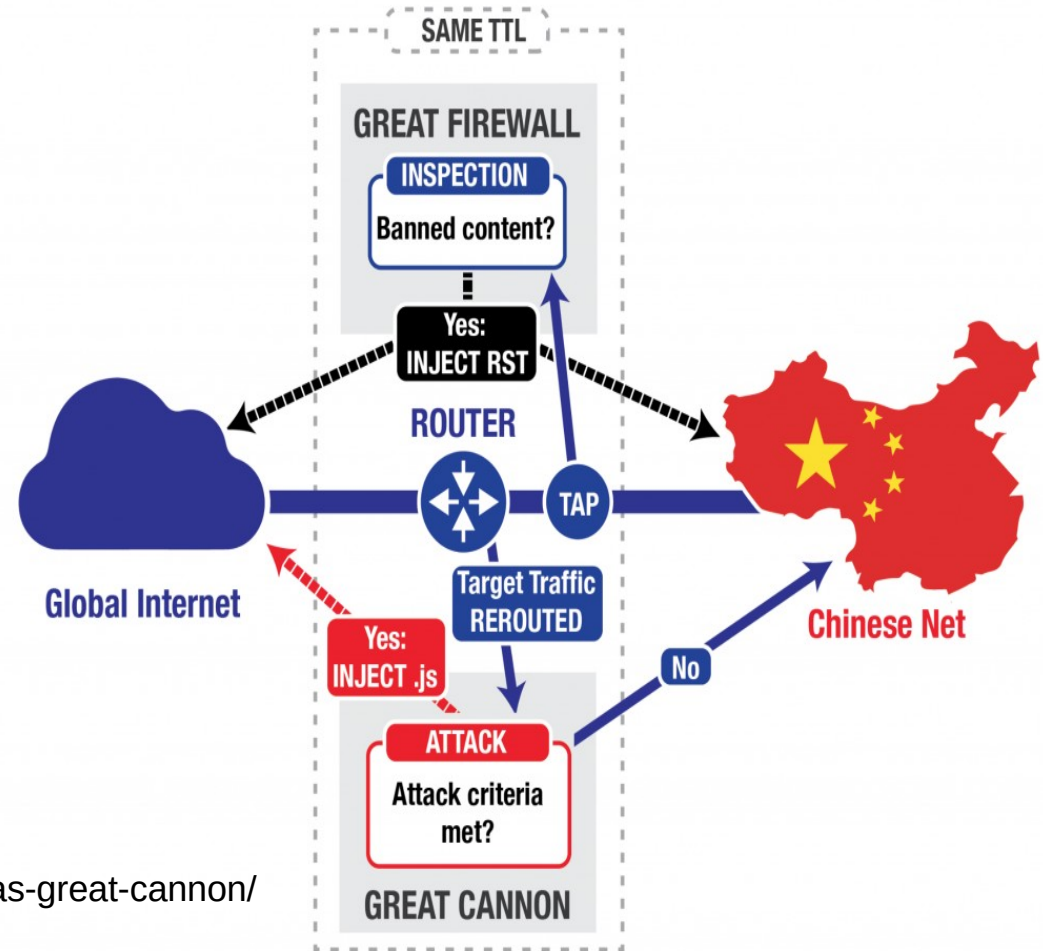 SAME TTL
GREAT FIREWALL
INSPECTION
Banned content?
Yes:
INJECT RST
ROUTER
TAP
Global Internet
Target Traffic
REROUTED
Chinese Net
Yes:
INJECT .js
No
ATTACK
Attack criteria
met?
as-great-cannon/
GREAT CANNON